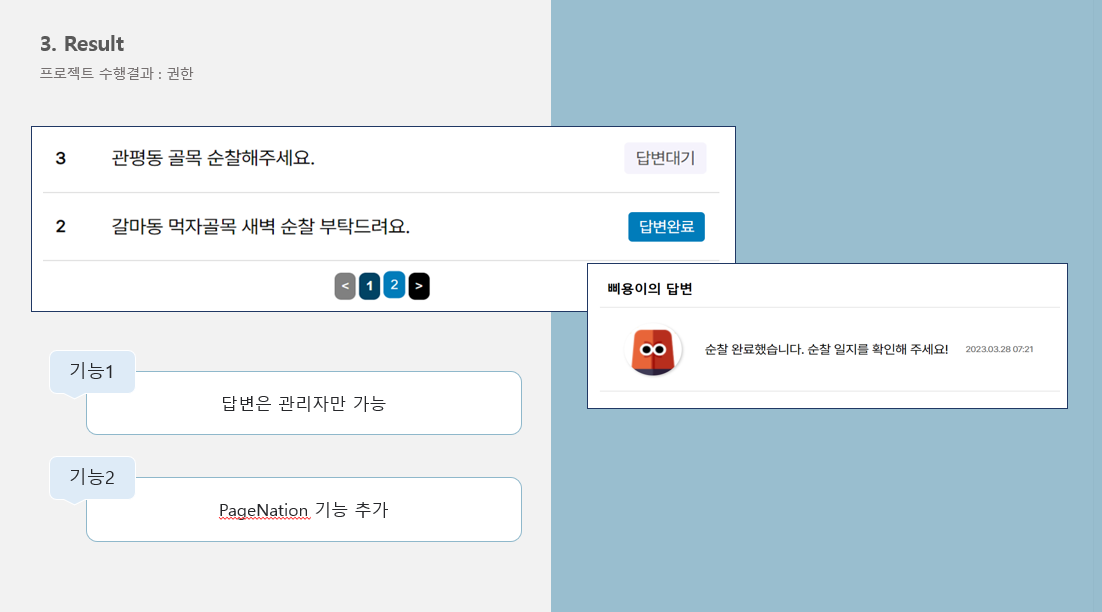 3. Result
프로젝트 수행결과 : 권한
3 관평동 골목 순찰해주세요. 답변대기
2 갈마동 먹자골목 새벽 순찰 부탁드려요. 답변완료
< 1 2 >
삐용이의 답변
순찰 완료했습니다. 순찰 일지를 확인해 주세요! 2023.03.28 07:21
기능1
답변은 관리자만 가능
기능2
PageNation 기능 추가